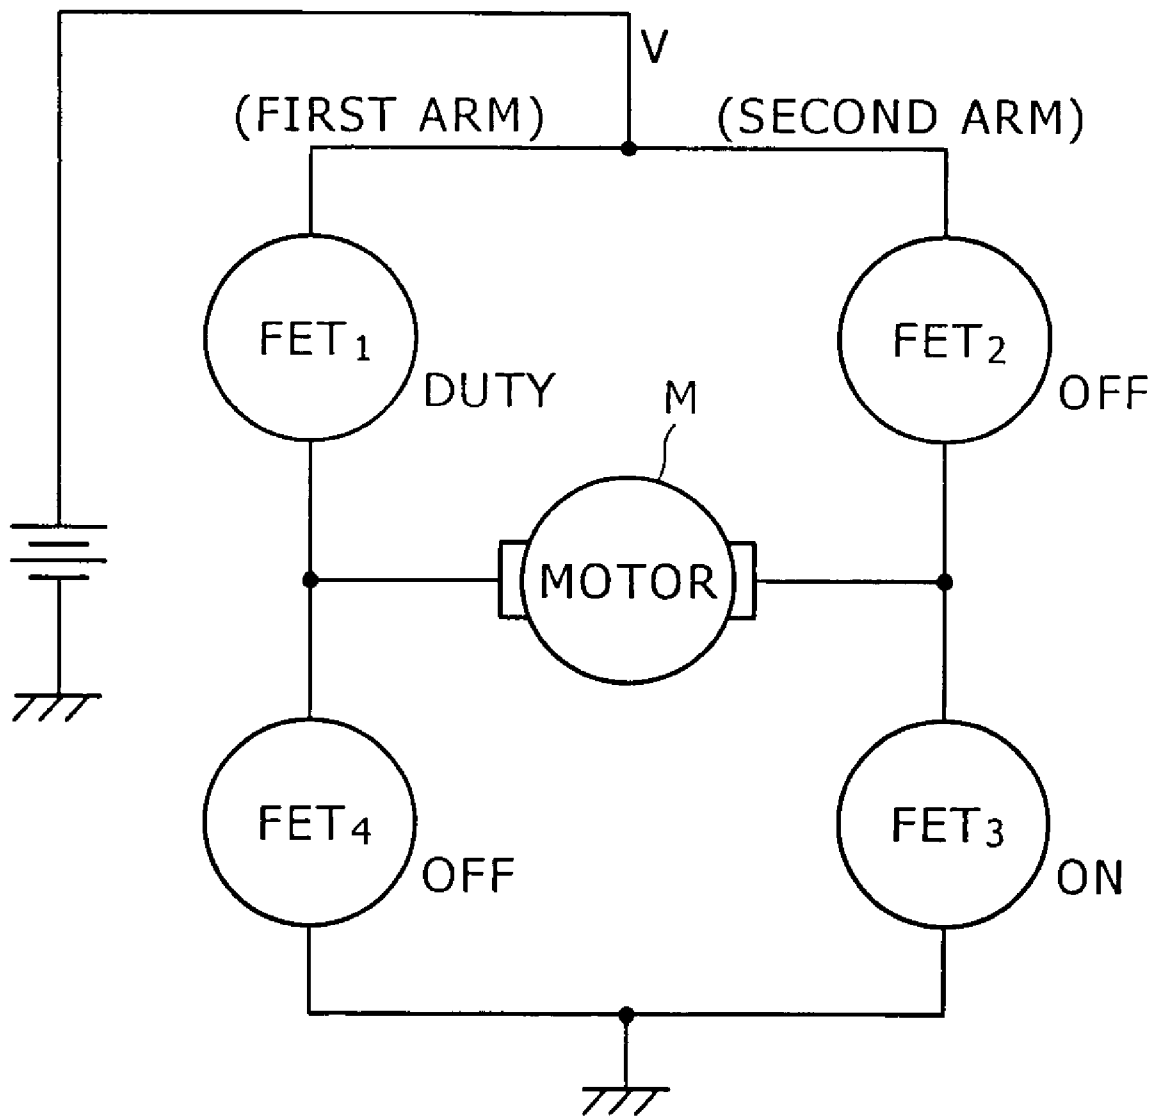 V
(FIRST ARM) (SECOND ARM)
FET1
DUTY
FET2
OFF
M
MOTOR
FET4
OFF
FET3
ON